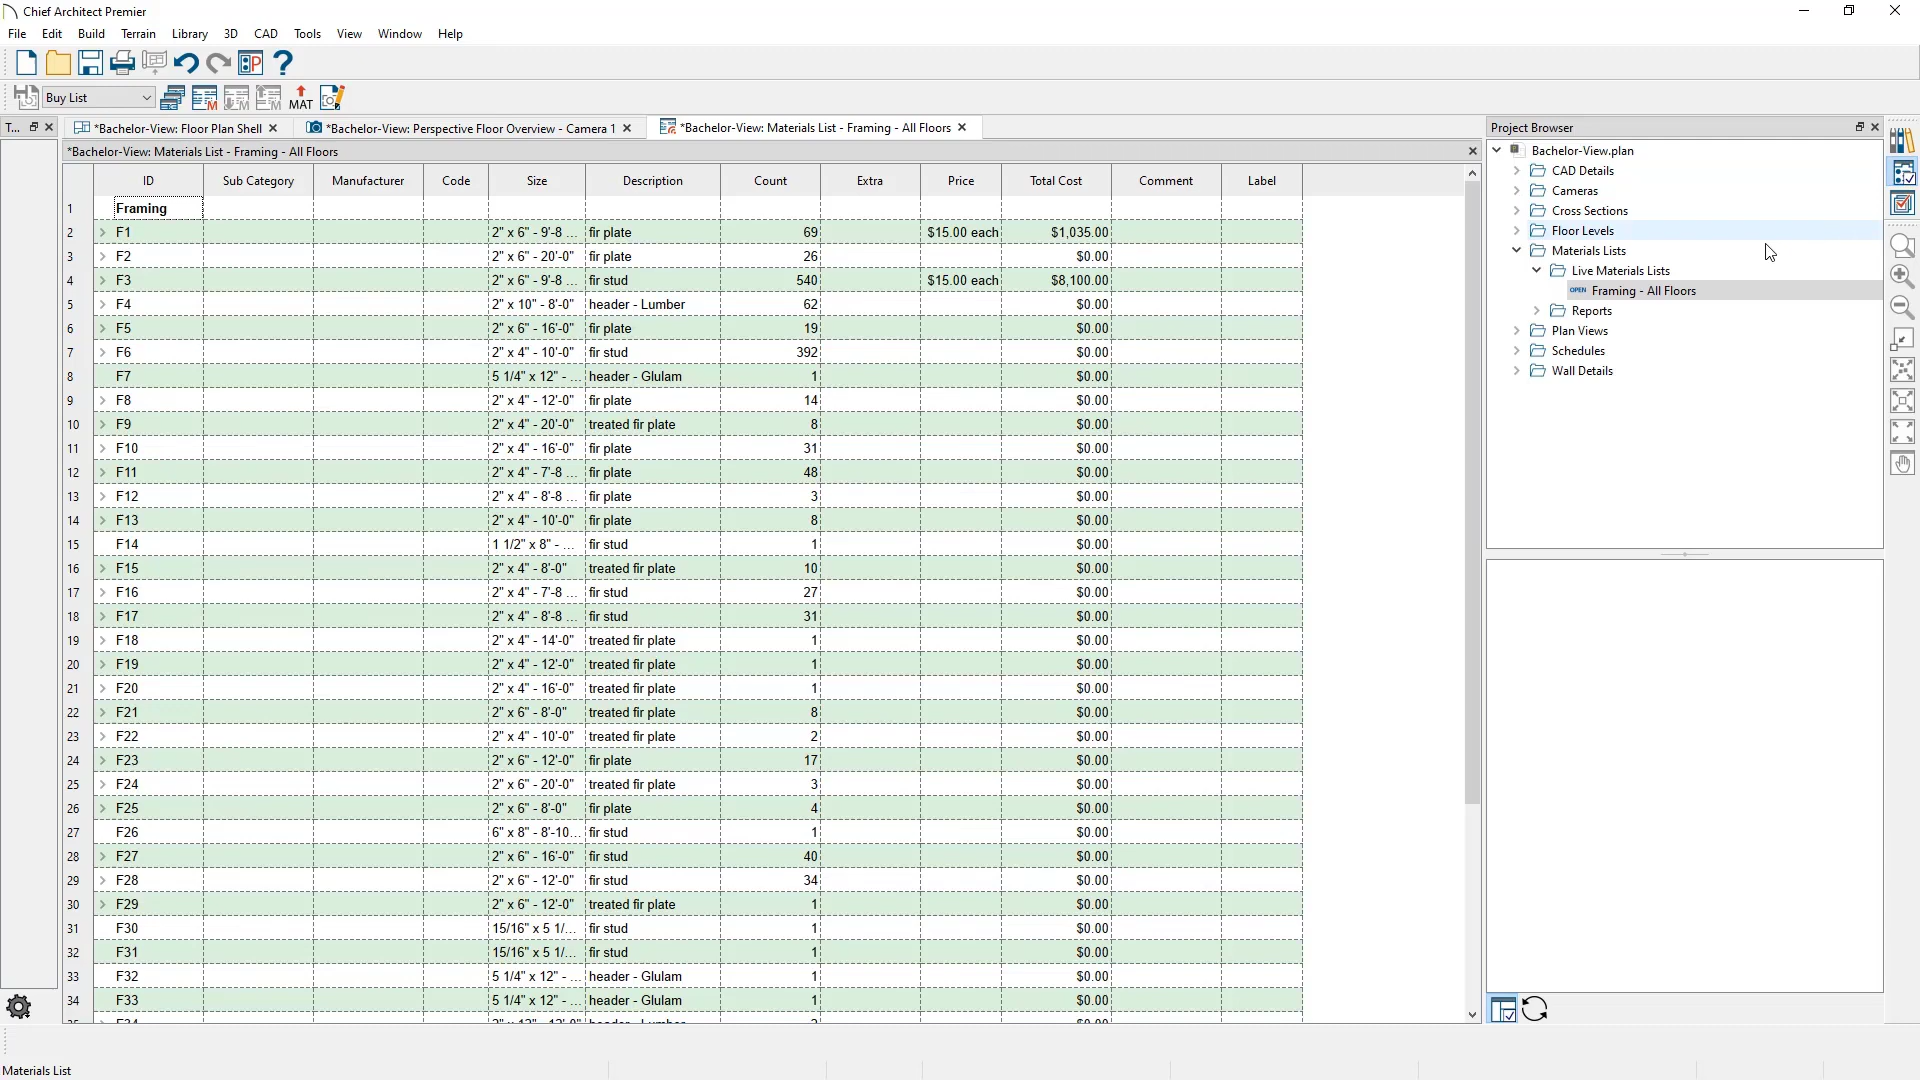 Chief Architect Premier
File Edit Build Terrain Library 3D CAD Tools View Window Help
Buy List MAT
T... *Bachelor-View: Floor Plan Shell *Bachelor-View: Perspective Floor Overview - Camera 1 *Bachelor-View: Materials List - Framing - All Floors
*Bachelor-View: Materials List - Framing - All Floors
ID Sub Category Manufacturer Code Size Description Count Extra Price Total Cost Comment Label
1 Framing
2 F1 2" x 6" - 9'-8 ... fir plate 69 $15.00 each $1,035.00
3 F2 2" x 6" - 20'-0" fir plate 26 $0.00
4 F3 2" x 6" - 9'-8 ... fir stud 540 $15.00 each $8,100.00
5 F4 2" x 10" - 8'-0" header - Lumber 62 $0.00
6 F5 2" x 6" - 16'-0" fir plate 19 $0.00
7 F6 2" x 4" - 10'-0" fir stud 392 $0.00
8 F7 5 1/4" x 12" - ... header - Glulam 1 $0.00
9 F8 2" x 4" - 12'-0" fir plate 14 $0.00
10 F9 2" x 4" - 20'-0" treated fir plate 8 $0.00
11 F10 2" x 4" - 16'-0" fir plate 31 $0.00
12 F11 2" x 4" - 7'-8 ... fir plate 48 $0.00
13 F12 2" x 4" - 8'-8 ... fir plate 3 $0.00
14 F13 2" x 4" - 10'-0" fir plate 8 $0.00
15 F14 1 1/2" x 8" - ... fir stud 1 $0.00
16 F15 2" x 4" - 8'-0" treated fir plate 10 $0.00
17 F16 2" x 4" - 7'-8 ... fir stud 27 $0.00
18 F17 2" x 4" - 8'-8 ... fir stud 31 $0.00
19 F18 2" x 4" - 14'-0" treated fir plate 1 $0.00
20 F19 2" x 4" - 12'-0" treated fir plate 1 $0.00
21 F20 2" x 4" - 16'-0" treated fir plate 1 $0.00
22 F21 2" x 6" - 8'-0" treated fir plate 8 $0.00
23 F22 2" x 4" - 10'-0" treated fir plate 2 $0.00
24 F23 2" x 6" - 12'-0" fir plate 17 $0.00
25 F24 2" x 6" - 20'-0" treated fir plate 3 $0.00
26 F25 2" x 6" - 8'-0" fir plate 4 $0.00
27 F26 6" x 8" - 8'-10... fir stud 1 $0.00
28 F27 2" x 6" - 16'-0" fir stud 40 $0.00
29 F28 2" x 6" - 12'-0" fir stud 34 $0.00
30 F29 2" x 6" - 12'-0" treated fir plate 1 $0.00
31 F30 15/16" x 5 1/... fir stud 1 $0.00
32 F31 15/16" x 5 1/... fir stud 1 $0.00
33 F32 5 1/4" x 12" - ... header - Glulam 1 $0.00
34 F33 5 1/4" x 12" - ... header - Glulam 1 $0.00
Project Browser
Bachelor-View.plan
CAD Details
Cameras
Cross Sections
Floor Levels
Materials Lists
Live Materials Lists
OPEN Framing - All Floors
Reports
Plan Views
Schedules
Wall Details
Materials List